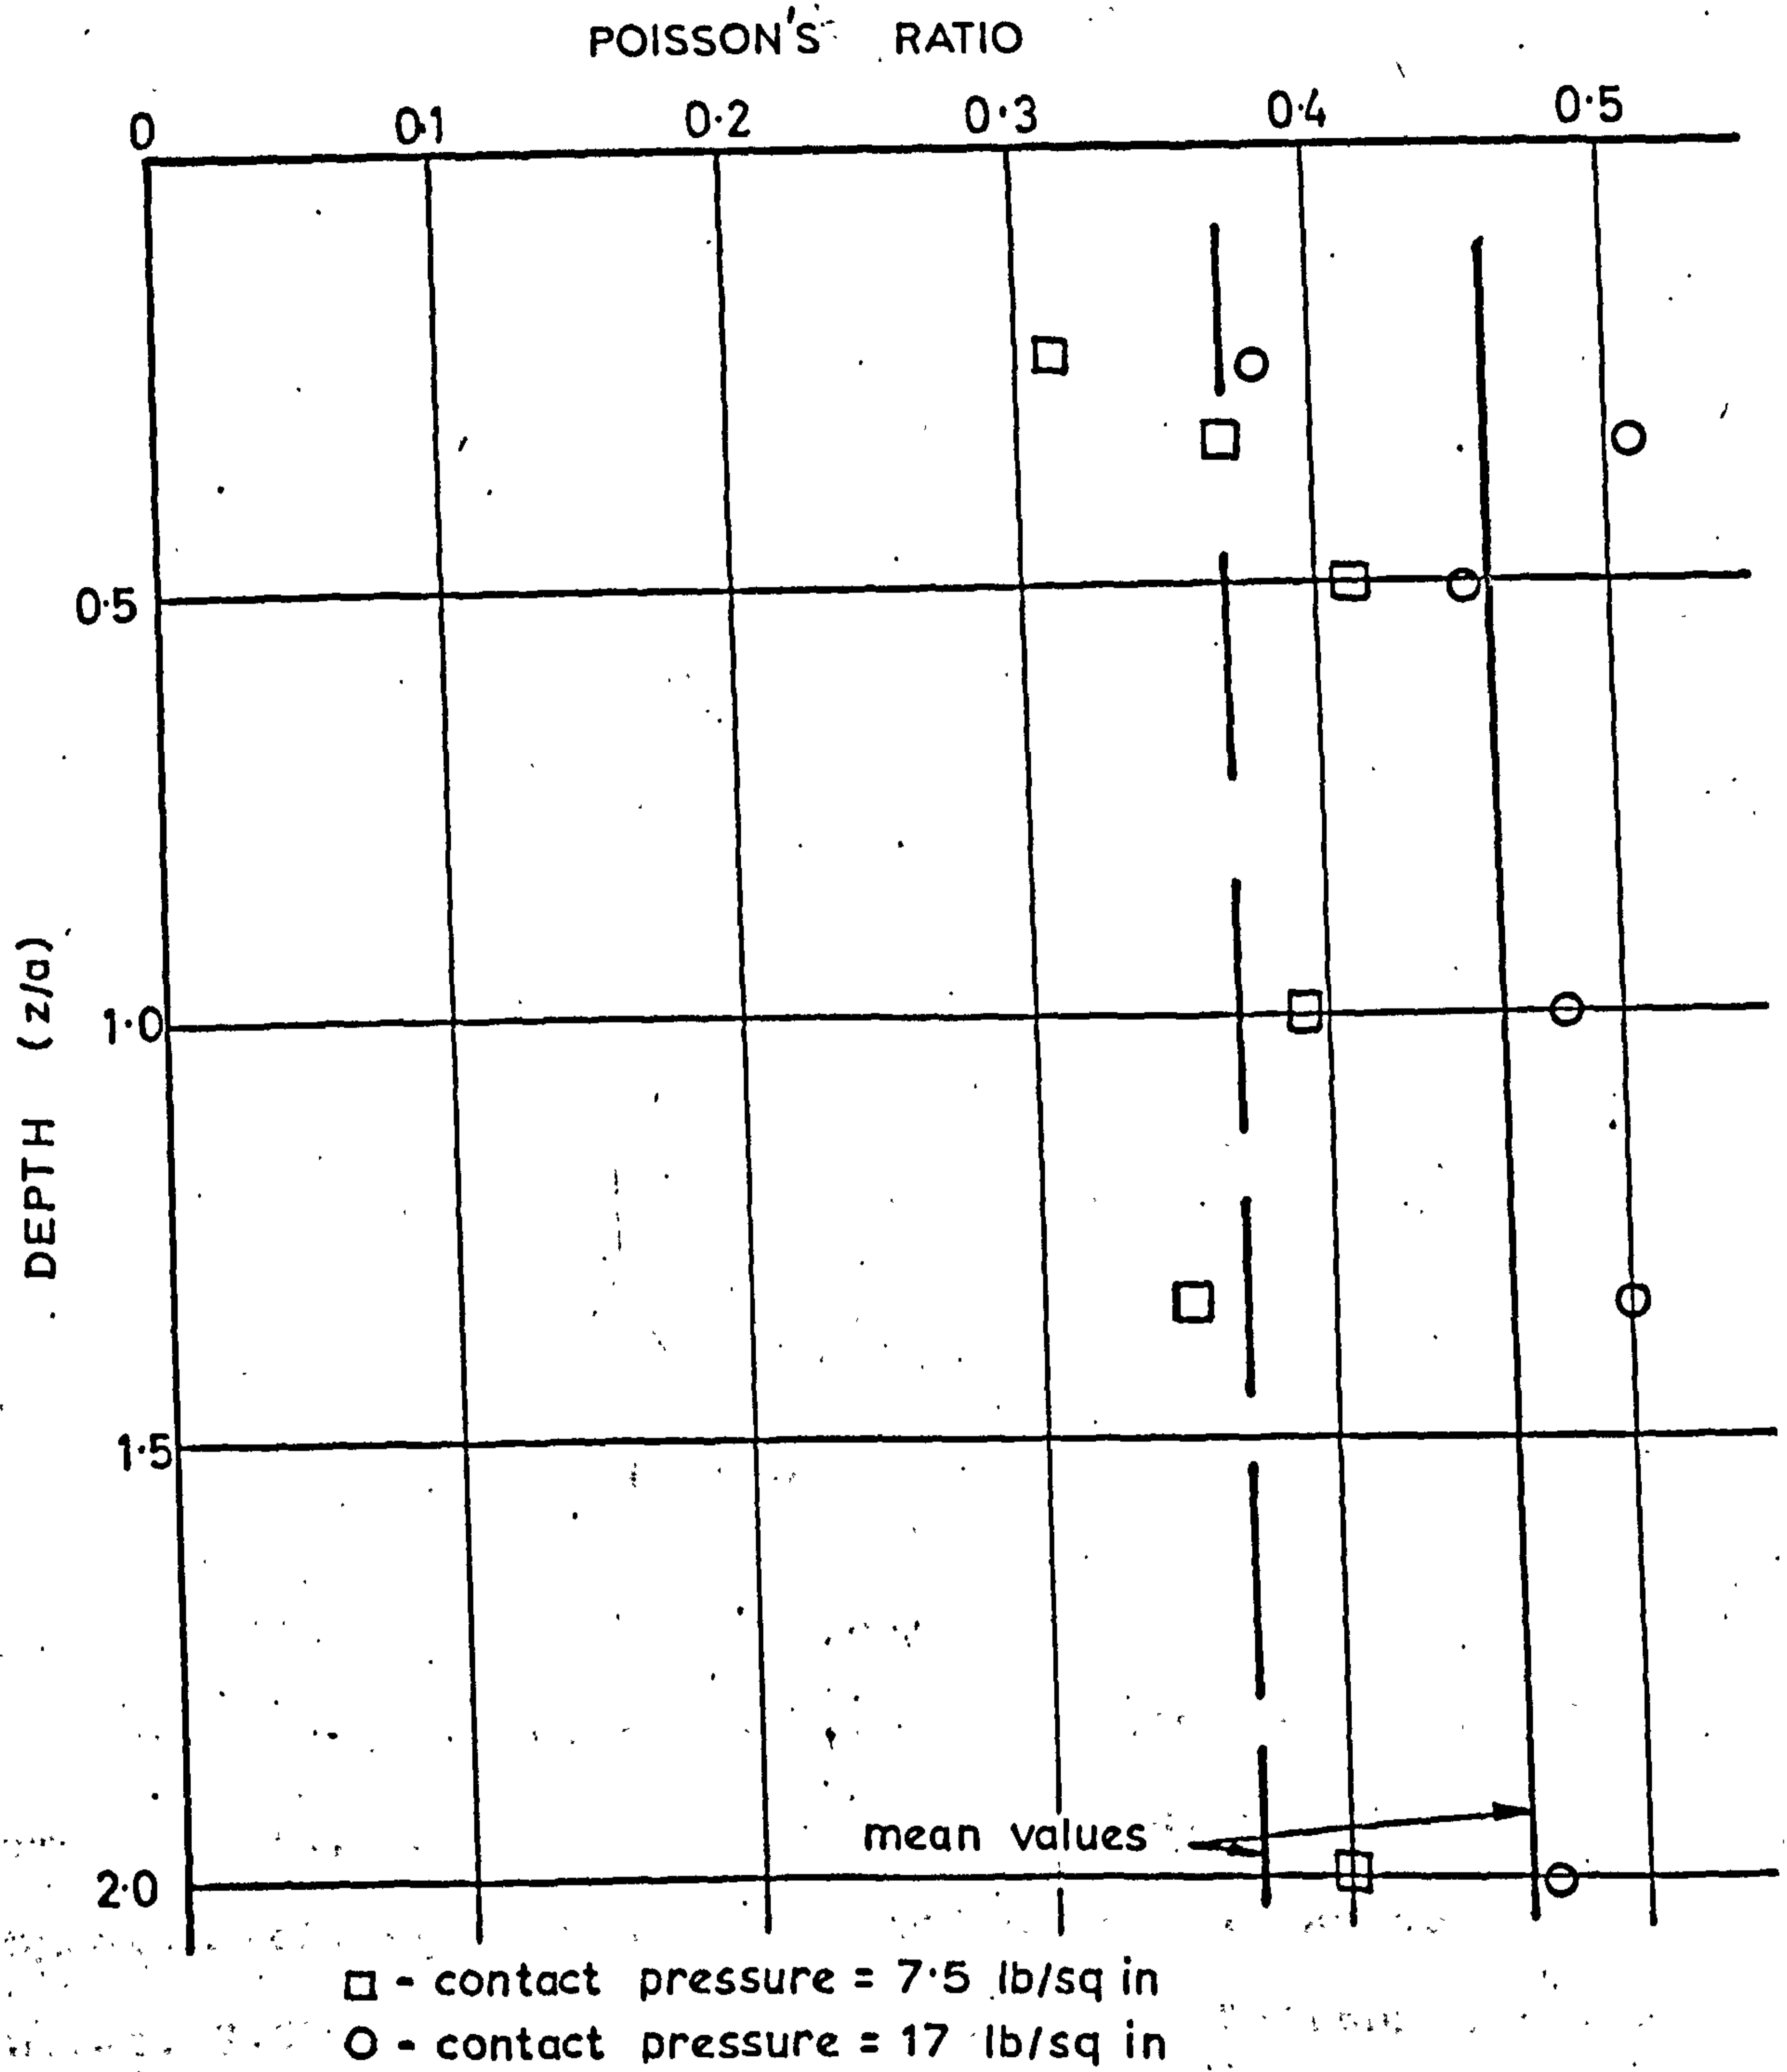 POISSON'S RATIO
0 0·1 0·2 0·3 0·4 0·5
0·5
DEPTH (z/a)
1·0
1·5
mean values
2·0
□ - contact pressure = 7·5 lb/sq in
O - contact pressure = 17 lb/sq in